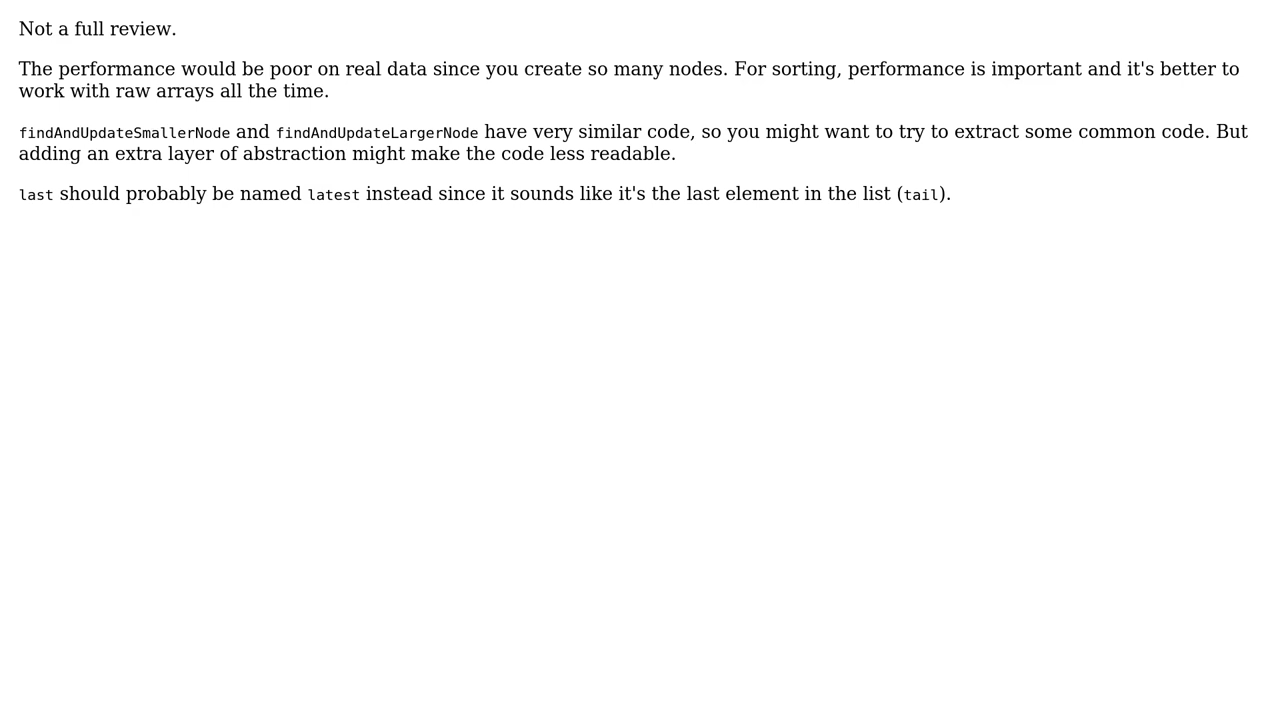 Not a full review.
The performance would be poor on real data since you create so many nodes. For sorting, performance is important and it's better to
work with raw arrays all the time.
findAndUpdateSmallerNode and findAndUpdateLargerNode have very similar code, so you might want to try to extract some common code. But
adding an extra layer of abstraction might make the code less readable.
last should probably be named latest instead since it sounds like it's the last element in the list (tail).